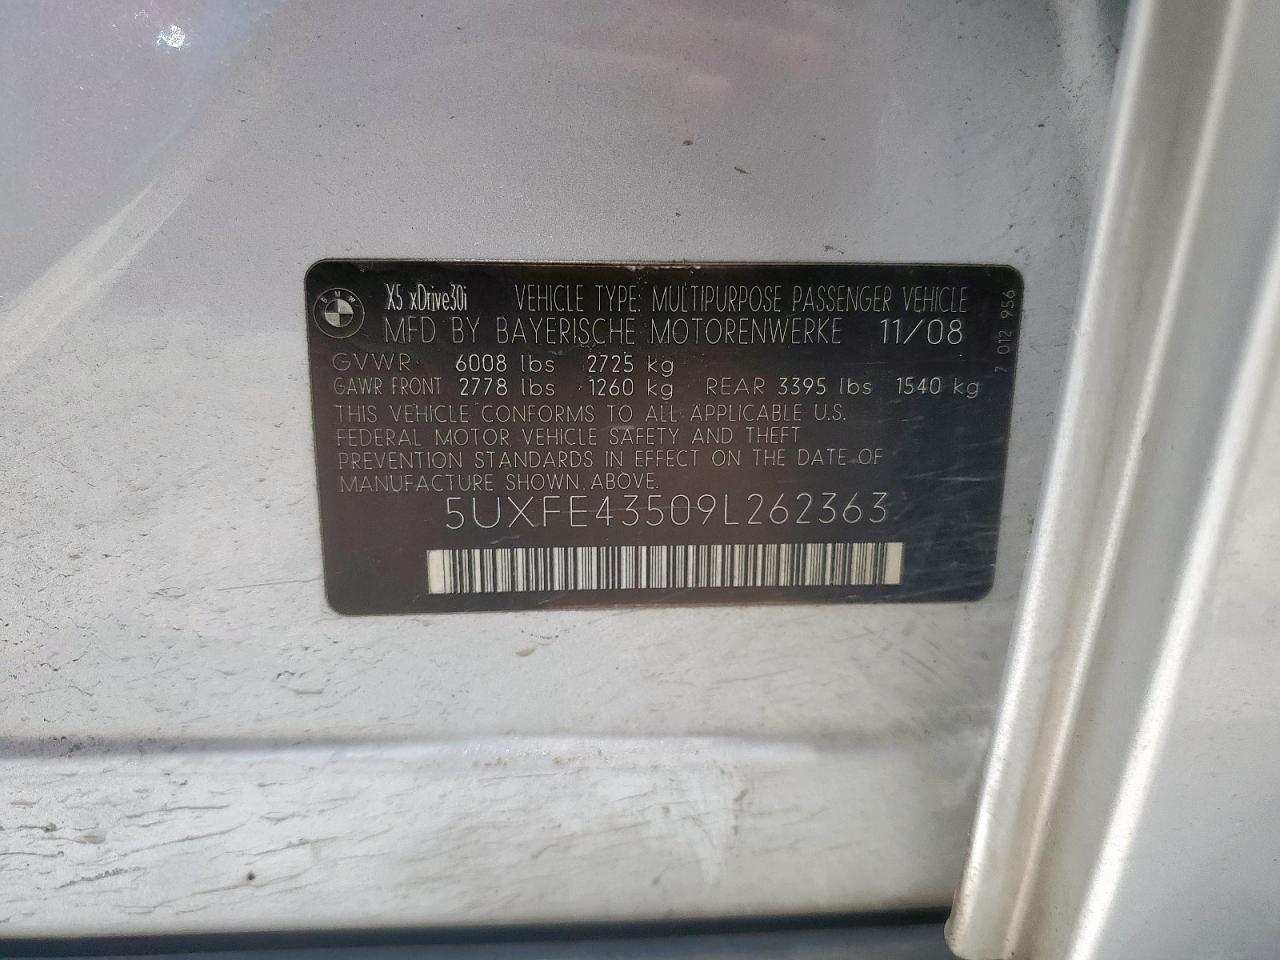 BMW
X5 xDrive30i VEHICLE TYPE: MULTIPURPOSE PASSENGER VEHICLE
MFD BY BAYERISCHE MOTORENWERKE 11/08
GVWR 6008 lbs 2725 kg
GAWR FRONT 2778 lbs 1260 kg REAR 3395 lbs 1540 kg
THIS VEHICLE CONFORMS TO ALL APPLICABLE U.S.
FEDERAL MOTOR VEHICLE SAFETY AND THEFT
PREVENTION STANDARDS IN EFFECT ON THE DATE OF
MANUFACTURE SHOWN ABOVE.
5UXFE43509L262363
7 012 956